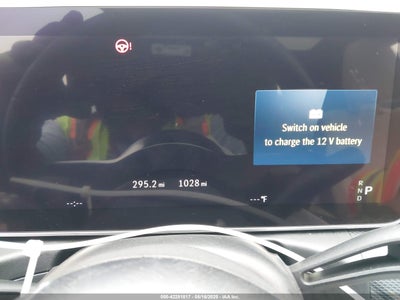 Switch on vehicle
to charge the 12 V battery
295.2 mi 1028 mi
--:-- ---°F
R
N P
D